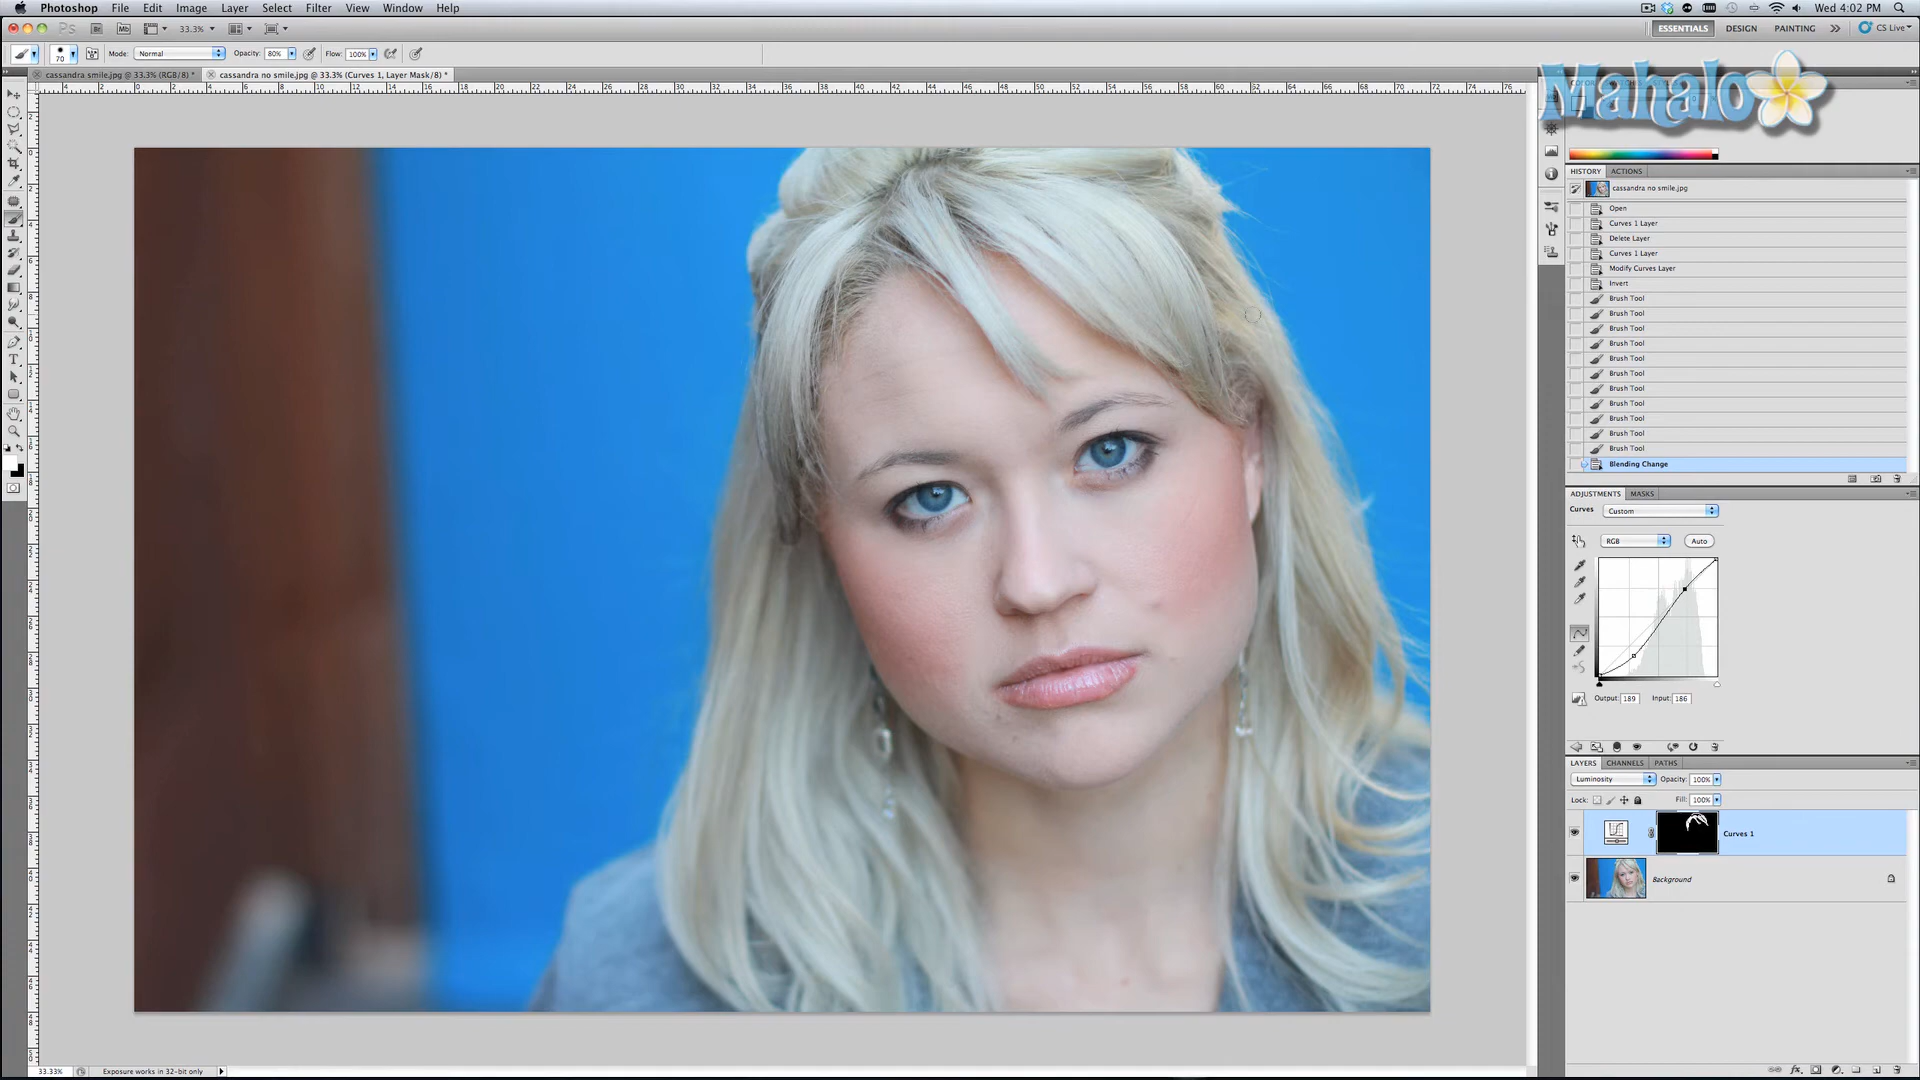 Photoshop File Edit Image Layer Select Filter View Window Help
Wed 4:02 PM
Ps Br Mb 33.3%
ESSENTIALS DESIGN PAINTING CS Live
70 Mode: Normal Opacity: 80% Flow: 100%
cassandra smile.jpg @ 33.3% (RGB/8) *
cassandra no smile.jpg @ 33.3% (Curves 1, Layer Mask/8) *
Mahalo
HISTORY ACTIONS
cassandra no smile.jpg
Open
Curves 1 Layer
Delete Layer
Curves 1 Layer
Modify Curves Layer
Invert
Brush Tool
Brush Tool
Brush Tool
Brush Tool
Brush Tool
Brush Tool
Brush Tool
Brush Tool
Brush Tool
Brush Tool
Brush Tool
Blending Change
ADJUSTMENTS MASKS
Curves Custom
RGB Auto
Output: 189 Input: 186
LAYERS CHANNELS PATHS
Luminosity Opacity: 100%
Lock: Fill: 100%
Curves 1
Background
33.33% Exposure works in 32-bit only